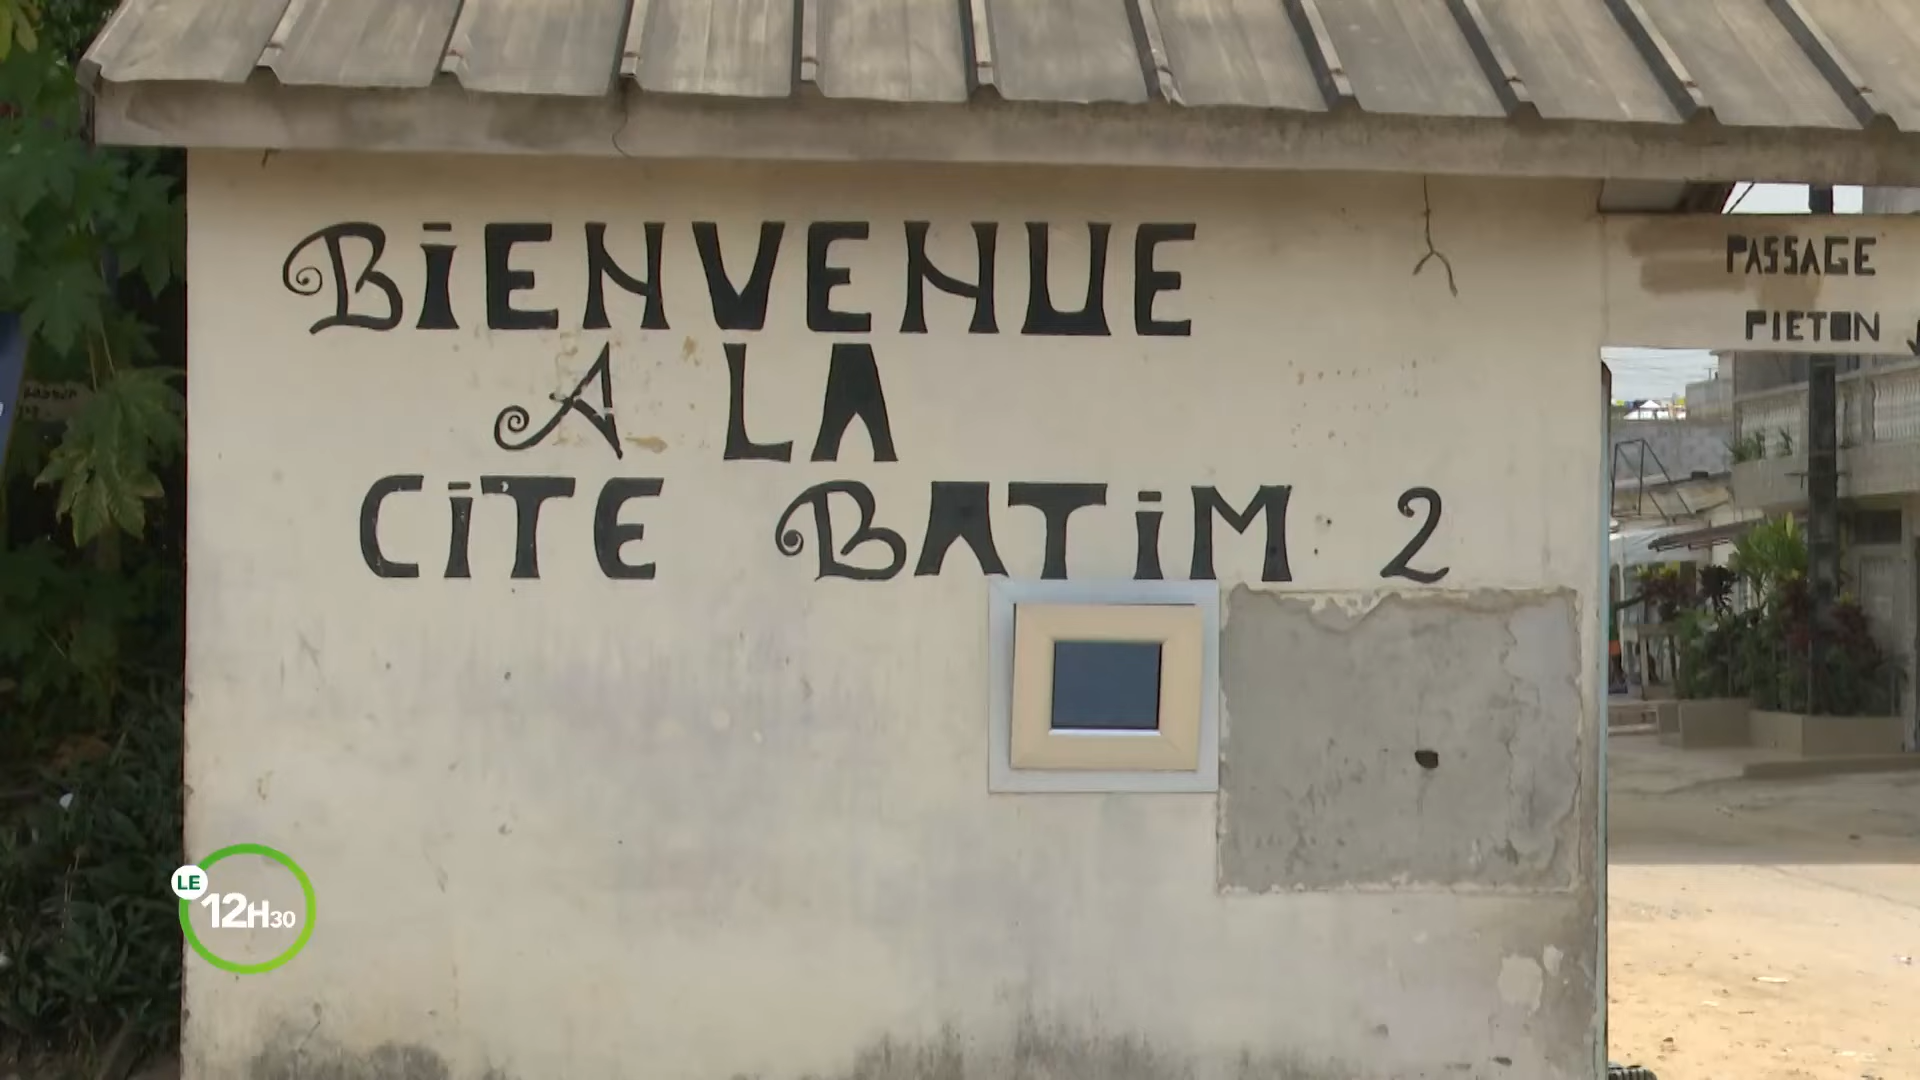 BiENVENUE
A LA
CiTE BATiM 2
PASSAGE
PIETON
LE
12H30